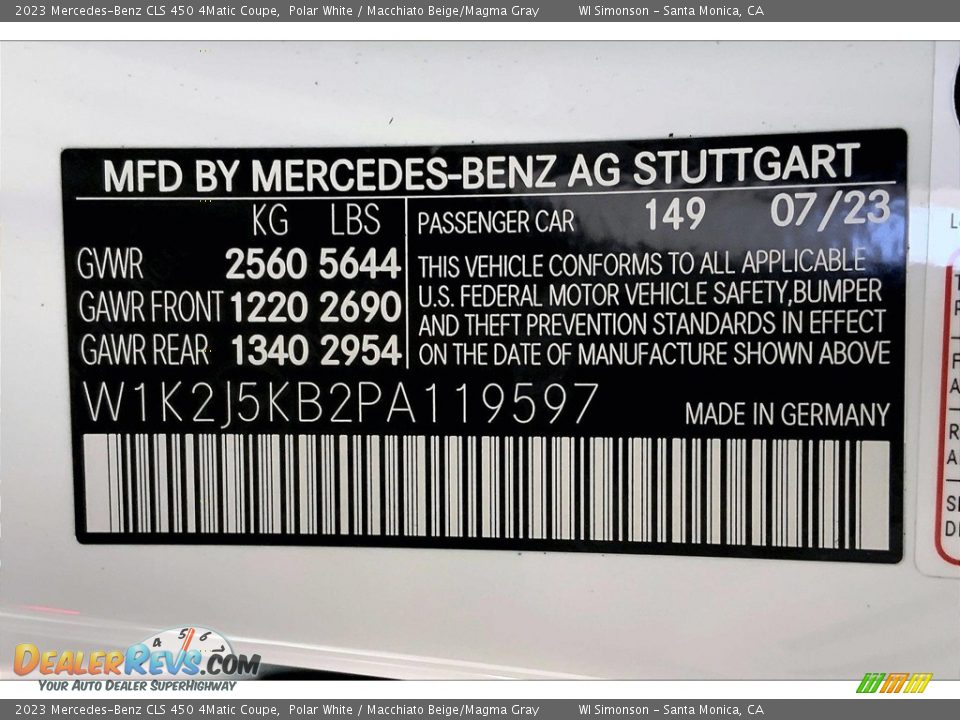 2023 Mercedes-Benz CLS 450 4Matic Coupe, Polar White / Macchiato Beige/Magma Gray WI Simonson - Santa Monica, CA
MFD BY MERCEDES-BENZ AG STUTTGART
KG LBS
GVWR 2560 5644
GAWR FRONT 1220 2690
GAWR REAR 1340 2954
PASSENGER CAR 149 07/23
THIS VEHICLE CONFORMS TO ALL APPLICABLE
U.S. FEDERAL MOTOR VEHICLE SAFETY,BUMPER
AND THEFT PREVENTION STANDARDS IN EFFECT
ON THE DATE OF MANUFACTURE SHOWN ABOVE
W1K2J5KB2PA119597 MADE IN GERMANY
4 5 6
DealerRevs.com
Your Auto Dealer SuperHighway
2023 Mercedes-Benz CLS 450 4Matic Coupe, Polar White / Macchiato Beige/Magma Gray WI Simonson - Santa Monica, CA